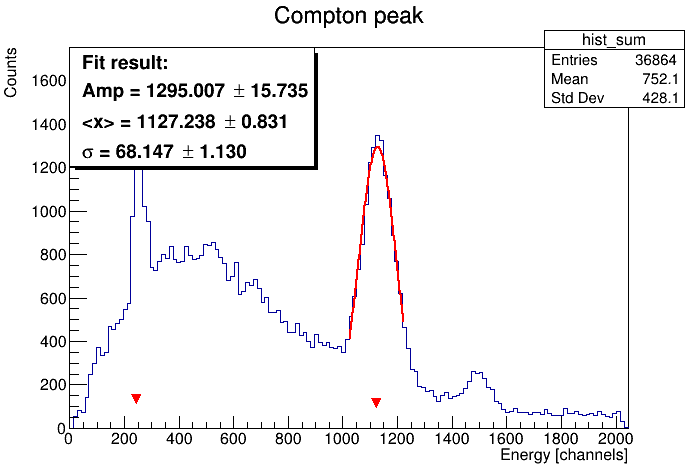 Compton peak
hist_sum
Entries 36864
Mean 752.1
Std Dev 428.1
Fit result:
Amp = 1295.007 ± 15.735
<x> = 1127.238 ± 0.831
σ = 68.147 ± 1.130
Counts
1600
1400
1200
1000
800
600
400
200
0
0 200 400 600 800 1000 1200 1400 1600 1800 2000
Energy [channels]